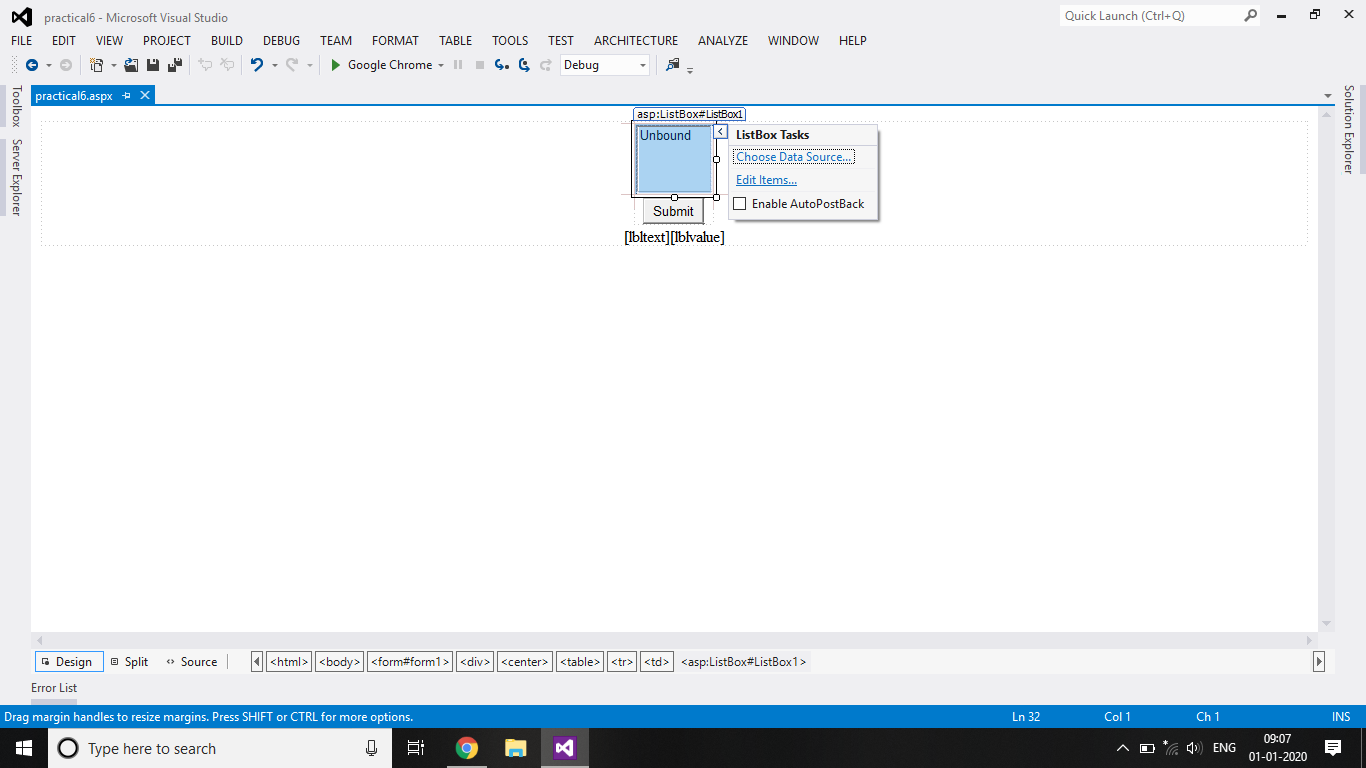 practical6 - Microsoft Visual Studio
Quick Launch (Ctrl+Q)
FILE EDIT VIEW PROJECT BUILD DEBUG TEAM FORMAT TABLE TOOLS TEST ARCHITECTURE ANALYZE WINDOW HELP
Google Chrome Debug
Toolbox
Server Explorer
practical6.aspx
Solution Explorer
asp:ListBox#ListBox1
Unbound
ListBox Tasks
Choose Data Source...
Edit Items...
Enable AutoPostBack
Submit
[lbltext][lblvalue]
Design Split Source <html> <body> <form#form1> <div> <center> <table> <tr> <td> <asp:ListBox#ListBox1>
Error List
Drag margin handles to resize margins. Press SHIFT or CTRL for more options. Ln 32 Col 1 Ch 1 INS
Type here to search
ENG
09:07
01-01-2020